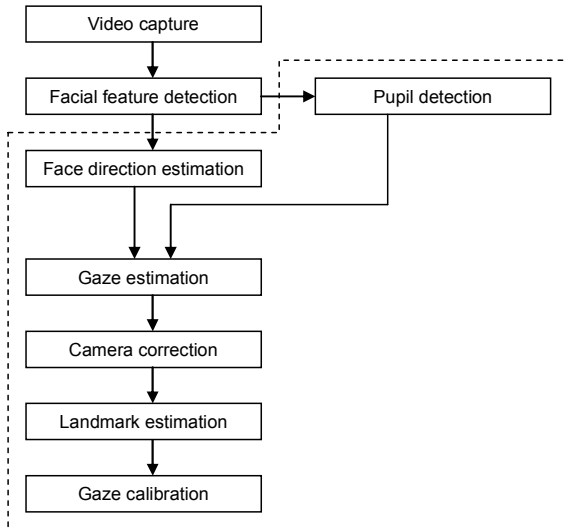 Video capture
Facial feature detection
Pupil detection
Face direction estimation
Gaze estimation
Camera correction
Landmark estimation
Gaze calibration